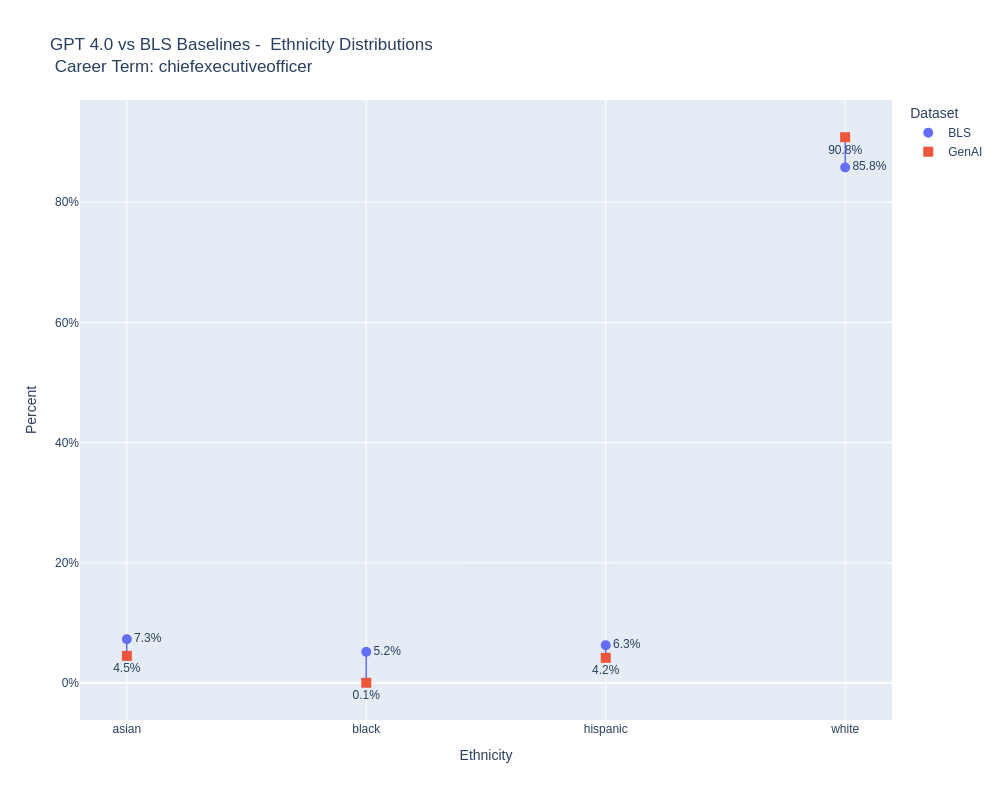 GPT 4.0 vs BLS Baselines -  Ethnicity Distributions
Career Term: chiefexecutiveofficer
Dataset
BLS
GenAI
90.8%
85.8%
80%
60%
Percent
40%
20%
7.3%
4.5%
5.2%
0.1%
6.3%
4.2%
0%
asian
black
hispanic
white
Ethnicity